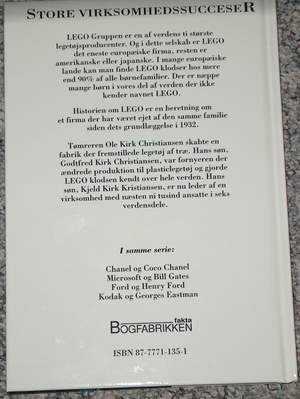 STORE VIRKSOMHEDSSUCCESER
LEGO Gruppen er en af verdens ti største
legetøjsproducenter. Og i dette selskab er LEGO
det eneste europæiske firma, resten er
amerikanske eller japanske. I mange europæiske
lande kan man finde LEGO klodser hos mere
end 90% af alle børnefamilier. Der er næppe
mange børn i vores del af verden der ikke
kender navnet LEGO.
Historien om LEGO er en beretning om
et firma der har været ejet af den samme familie
siden dets grundlæggelse i 1932.
Tømreren Ole Kirk Christiansen skabte en
fabrik der fremstillede legetøj af træ. Hans søn,
Godtfred Kirk Christiansen, var fornyeren der
ændrede produktion til plasticlegetøj og gjorde
LEGO klodsen kendt over hele verden. Hans
søn, Kjeld Kirk Kristiansen, er nu leder af en
virksomhed med næsten ni tusind ansatte i seks
verdensdele.
I samme serie:
Chanel og Coco Chanel
Microsoft og Bill Gates
Ford og Henry Ford
Kodak og Georges Eastman
fakta
BOGFABRIKKEN
ISBN 87-7771-135-1